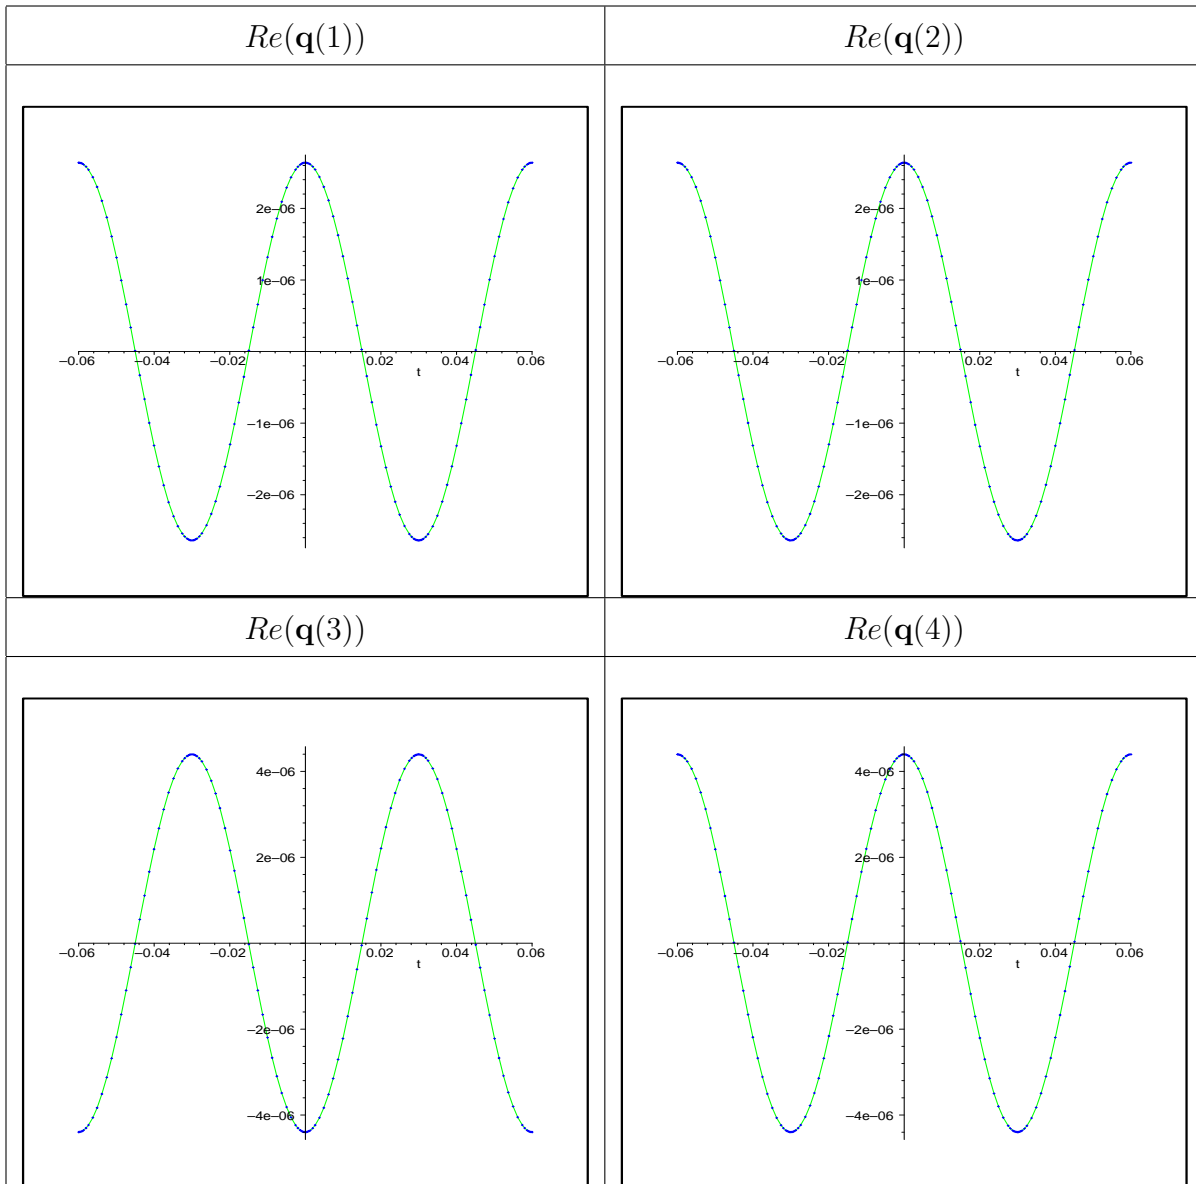 Re(q(1)) Re(q(2))
2e−06 2e−06
1e−06 1e−06
−0.06 −0.04 −0.02 0.02 0.04 0.06 −0.06 −0.04 −0.02 0.02 0.04 0.06
t t
−1e−06 −1e−06
−2e−06 −2e−06
Re(q(3)) Re(q(4))
4e−06 4e−06
2e−06 2e−06
−0.06 −0.04 −0.02 0.02 0.04 0.06 −0.06 −0.04 −0.02 0.02 0.04 0.06
t t
−2e−06 −2e−06
−4e−06 −4e−06